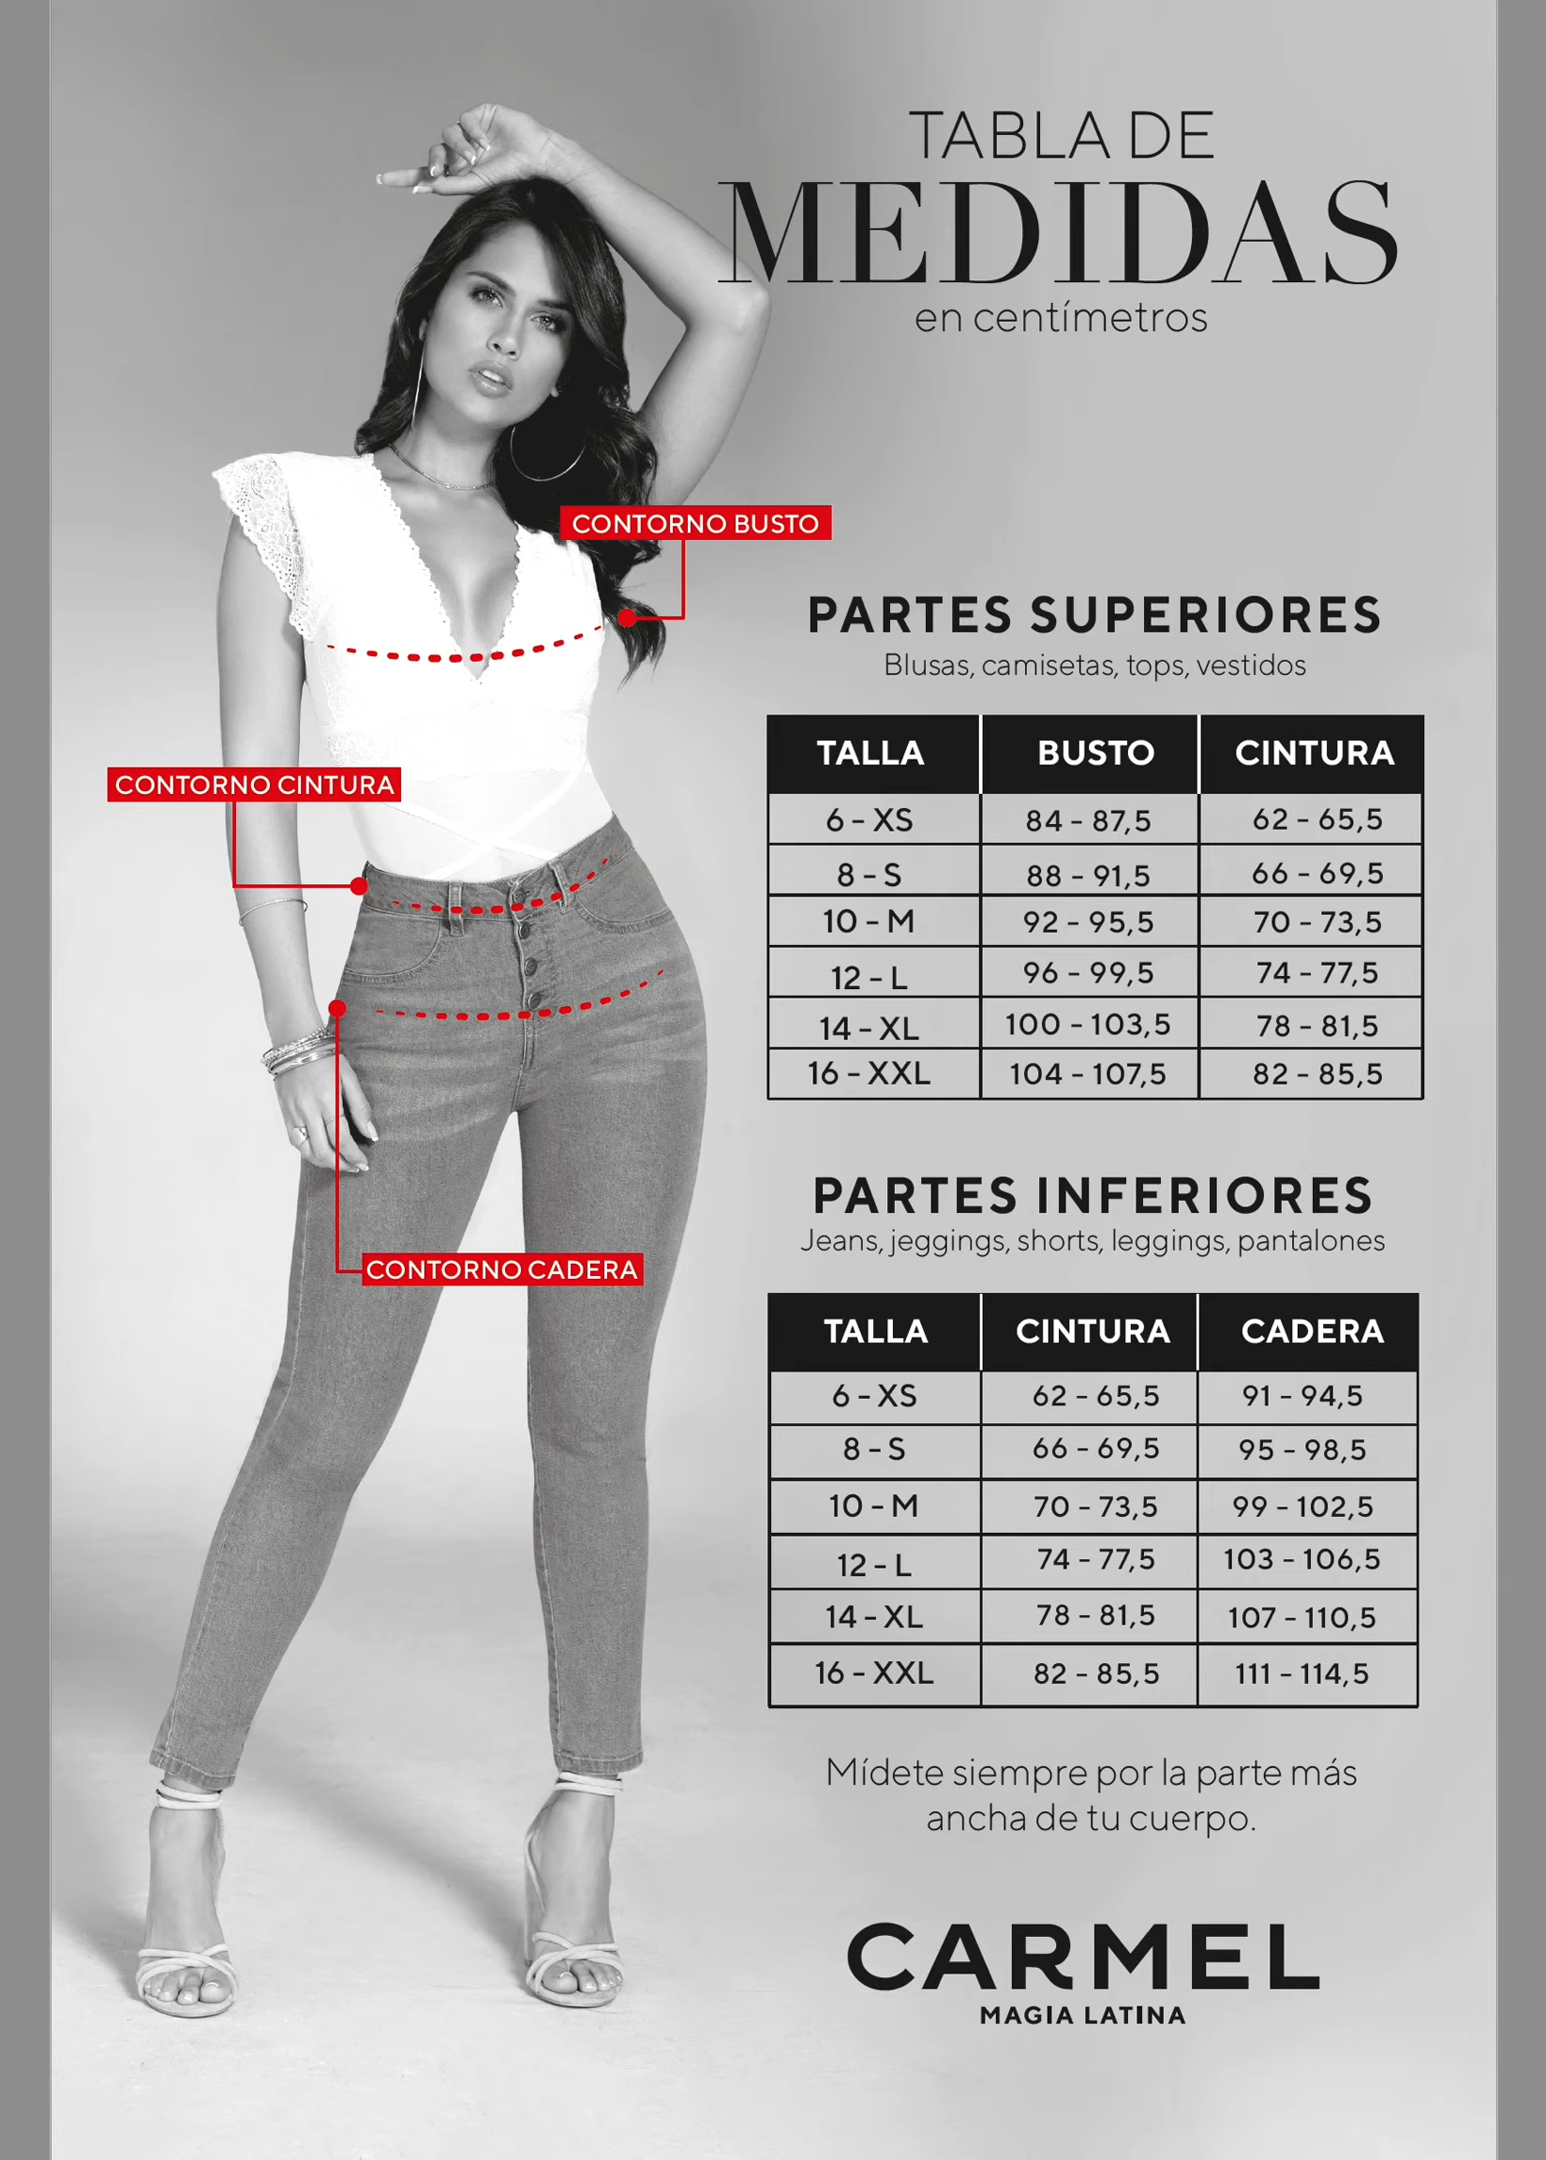 TABLA DE
MEDIDAS
en centímetros
CONTORNO BUSTO
CONTORNO CINTURA
CONTORNO CADERA
PARTES SUPERIORES
Blusas, camisetas, tops, vestidos
TALLA BUSTO CINTURA
6 - XS 84 - 87,5 62 - 65,5
8 - S 88 - 91,5 66 - 69,5
10 - M 92 - 95,5 70 - 73,5
12 - L 96 - 99,5 74 - 77,5
14 - XL 100 - 103,5 78 - 81,5
16 - XXL 104 - 107,5 82 - 85,5
PARTES INFERIORES
Jeans, jeggings, shorts, leggings, pantalones
TALLA CINTURA CADERA
6 - XS 62 - 65,5 91 - 94,5
8 - S 66 - 69,5 95 - 98,5
10 - M 70 - 73,5 99 - 102,5
12 - L 74 - 77,5 103 - 106,5
14 - XL 78 - 81,5 107 - 110,5
16 - XXL 82 - 85,5 111 - 114,5
Mídete siempre por la parte más
ancha de tu cuerpo.
CARMEL
MAGIA LATINA